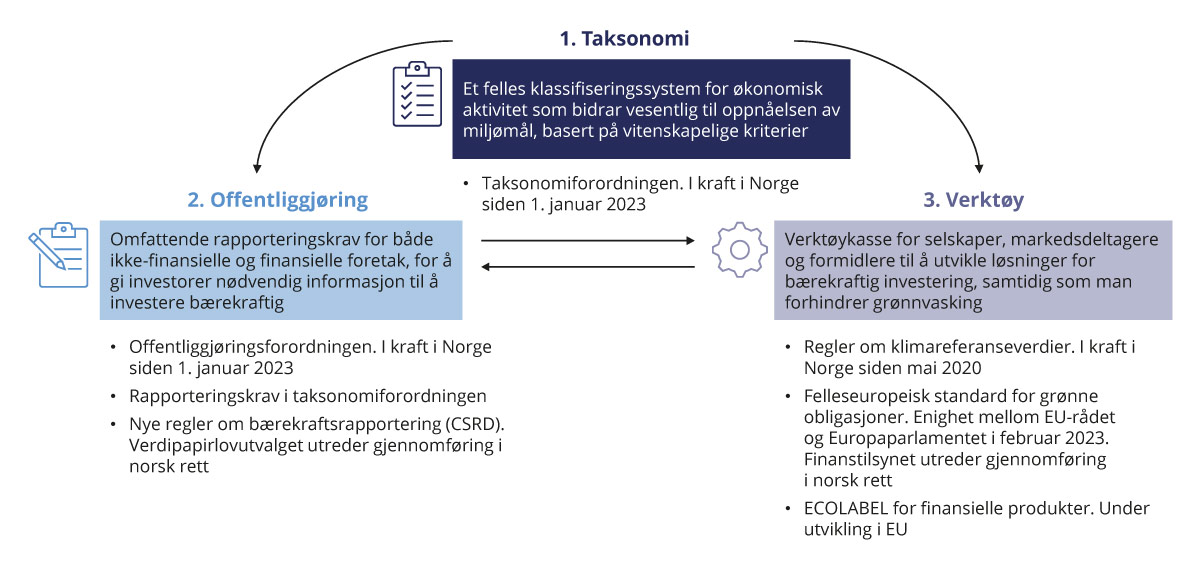 1. Taksonomi
Et felles klassifiseringssystem for økonomisk
aktivitet som bidrar vesentlig til oppnåelsen av
miljømål, basert på vitenskapelige kriterier
• Taksonomiforordningen. I kraft i Norge
siden 1. januar 2023
2. Offentliggjøring
Omfattende rapporteringskrav for både
ikke-finansielle og finansielle foretak, for å
gi investorer nødvendig informasjon til å
investere bærekraftig
• Offentliggjøringsforordningen. I kraft i Norge
siden 1. januar 2023
• Rapporteringskrav i taksonomiforordningen
• Nye regler om bærekraftsrapportering (CSRD).
Verdipapirlovutvalget utreder gjennomføring i
norsk rett
3. Verktøy
Verktøykasse for selskaper, markedsdeltagere
og formidlere til å utvikle løsninger for
bærekraftig investering, samtidig som man
forhindrer grønnvasking
• Regler om klimareferanseverdier. I kraft i
Norge siden mai 2020
• Felleseuropeisk standard for grønne
obligasjoner. Enighet mellom EU-rådet
og Europaparlamentet i februar 2023.
Finanstilsynet utreder gjennomføring
i norsk rett
• ECOLABEL for finansielle produkter. Under
utvikling i EU